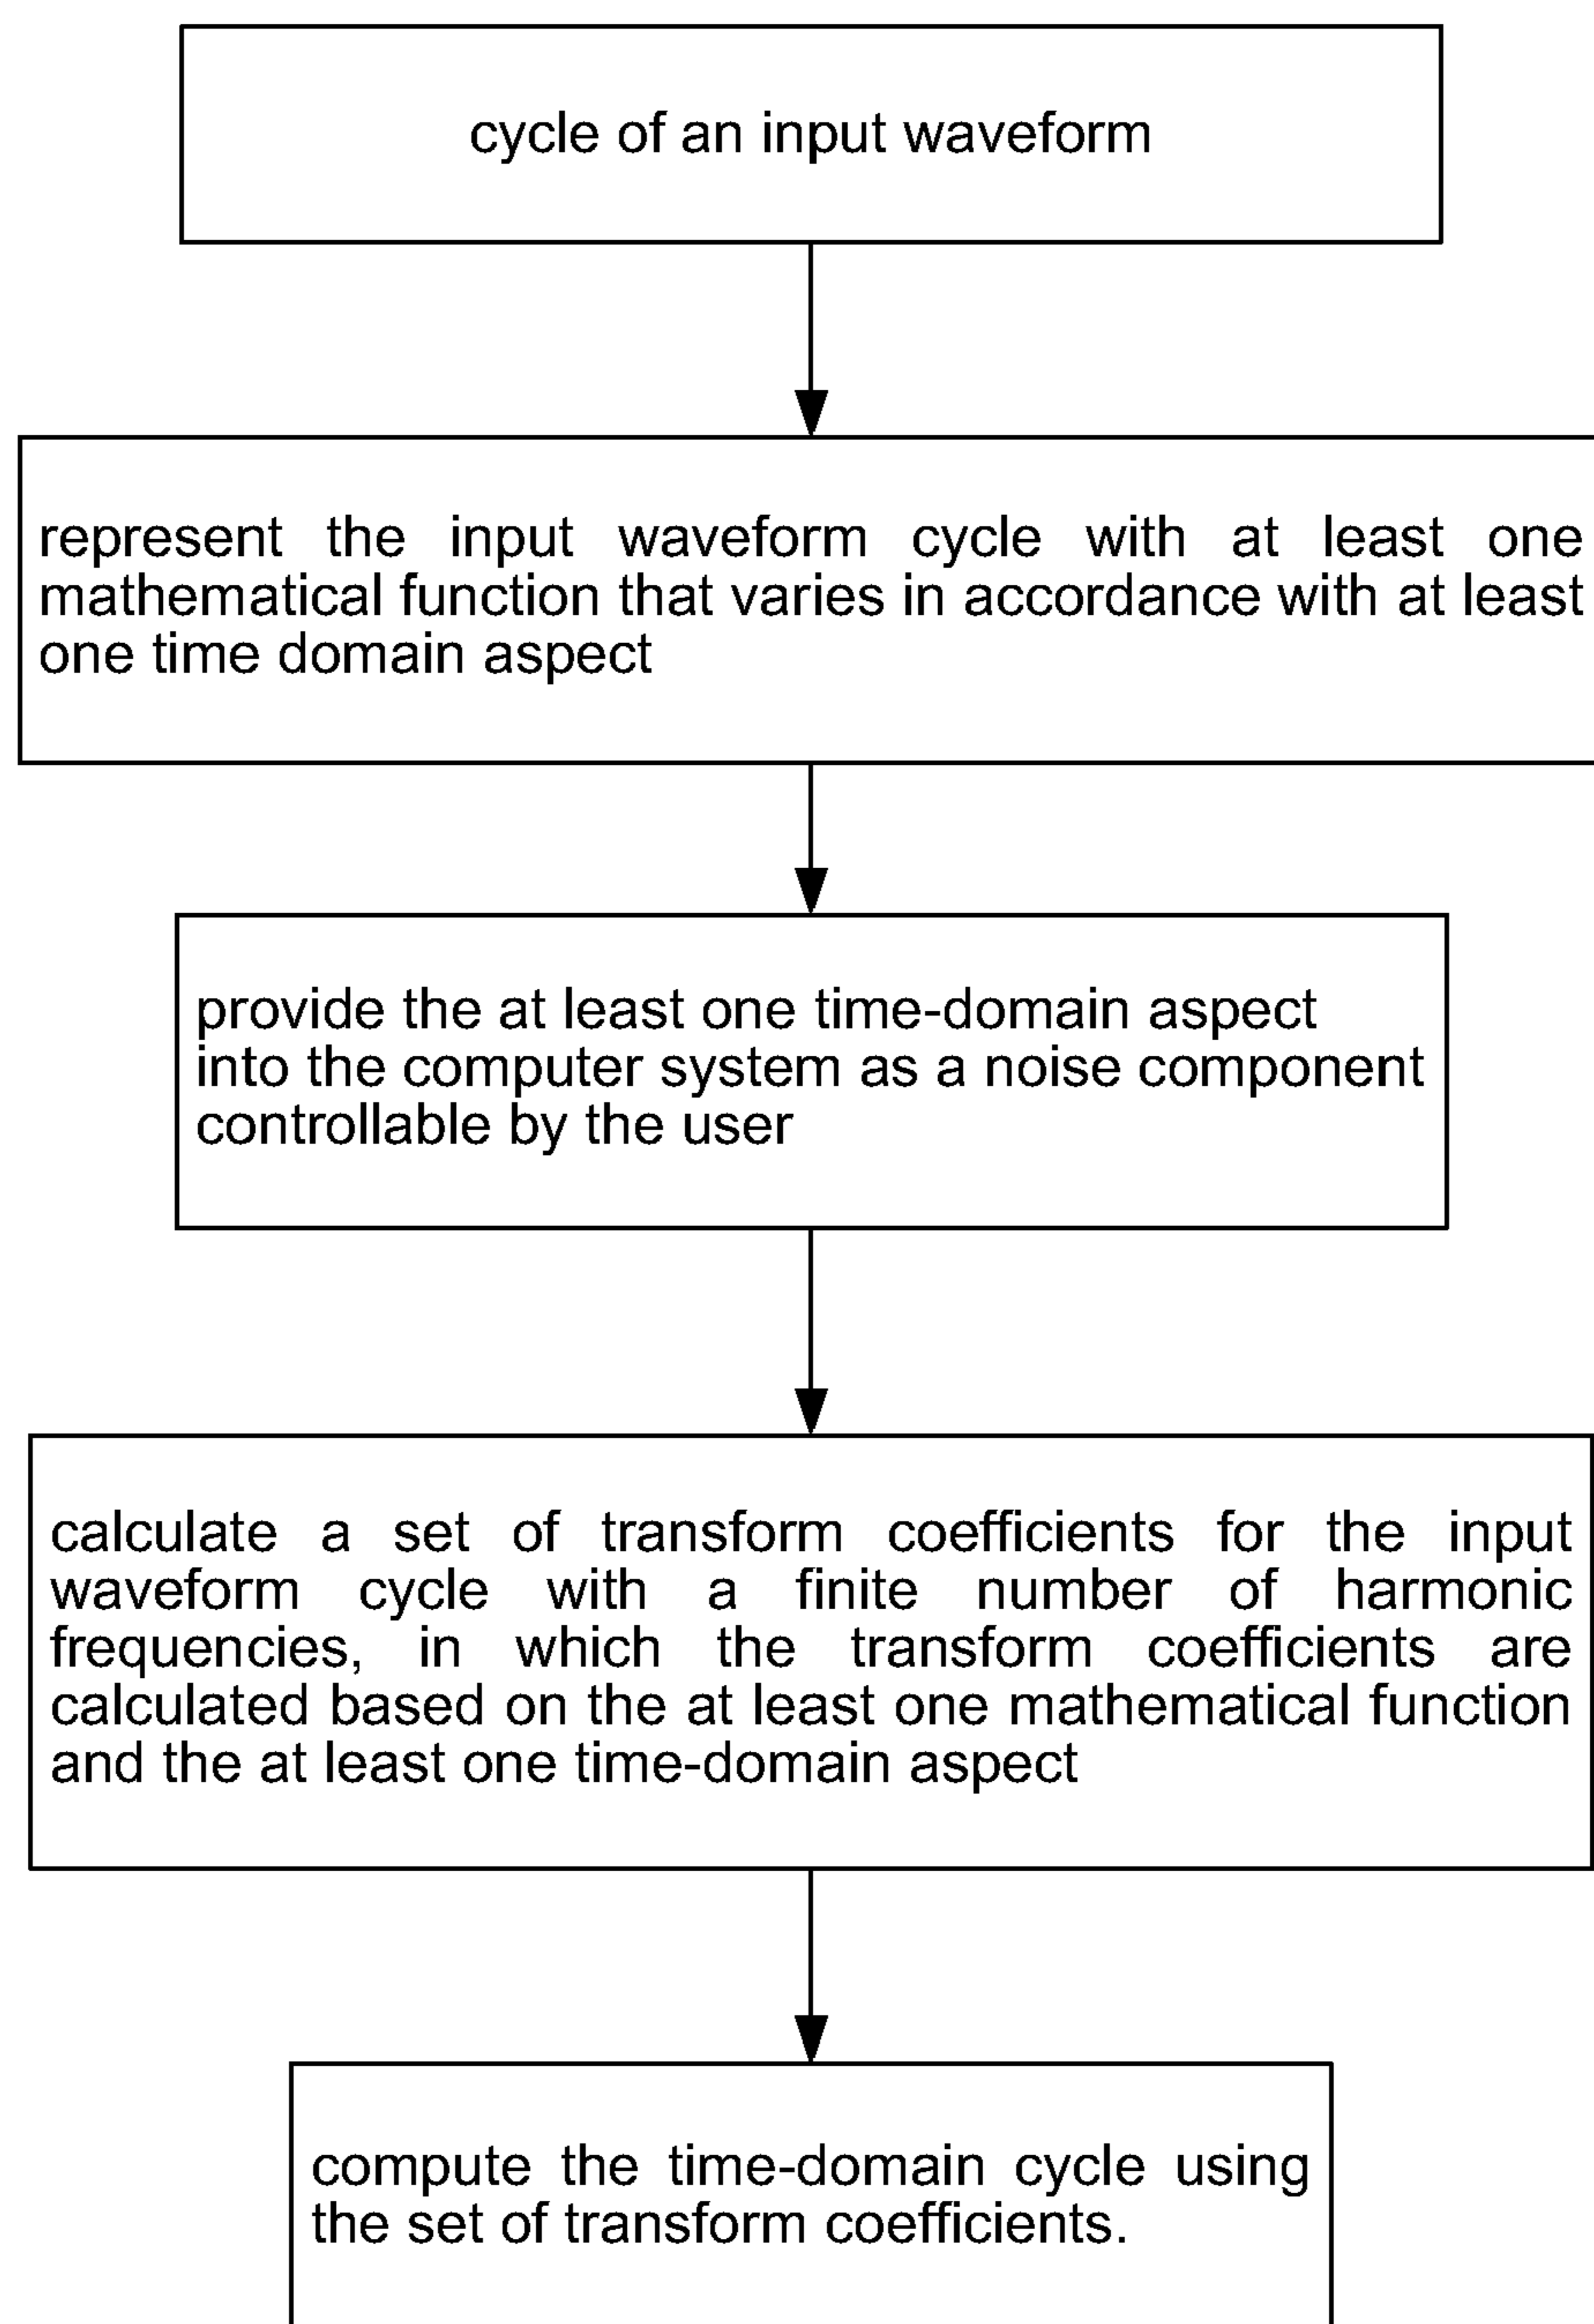 cycle of an input waveform
represent the input waveform cycle with at least one
mathematical function that varies in accordance with at least
one time domain aspect
provide the at least one time-domain aspect
into the computer system as a noise component
controllable by the user
calculate a set of transform coefficients for the input
waveform cycle with a finite number of harmonic
frequencies, in which the transform coefficients are
calculated based on the at least one mathematical function
and the at least one time-domain aspect
compute the time-domain cycle using
the set of transform coefficients.